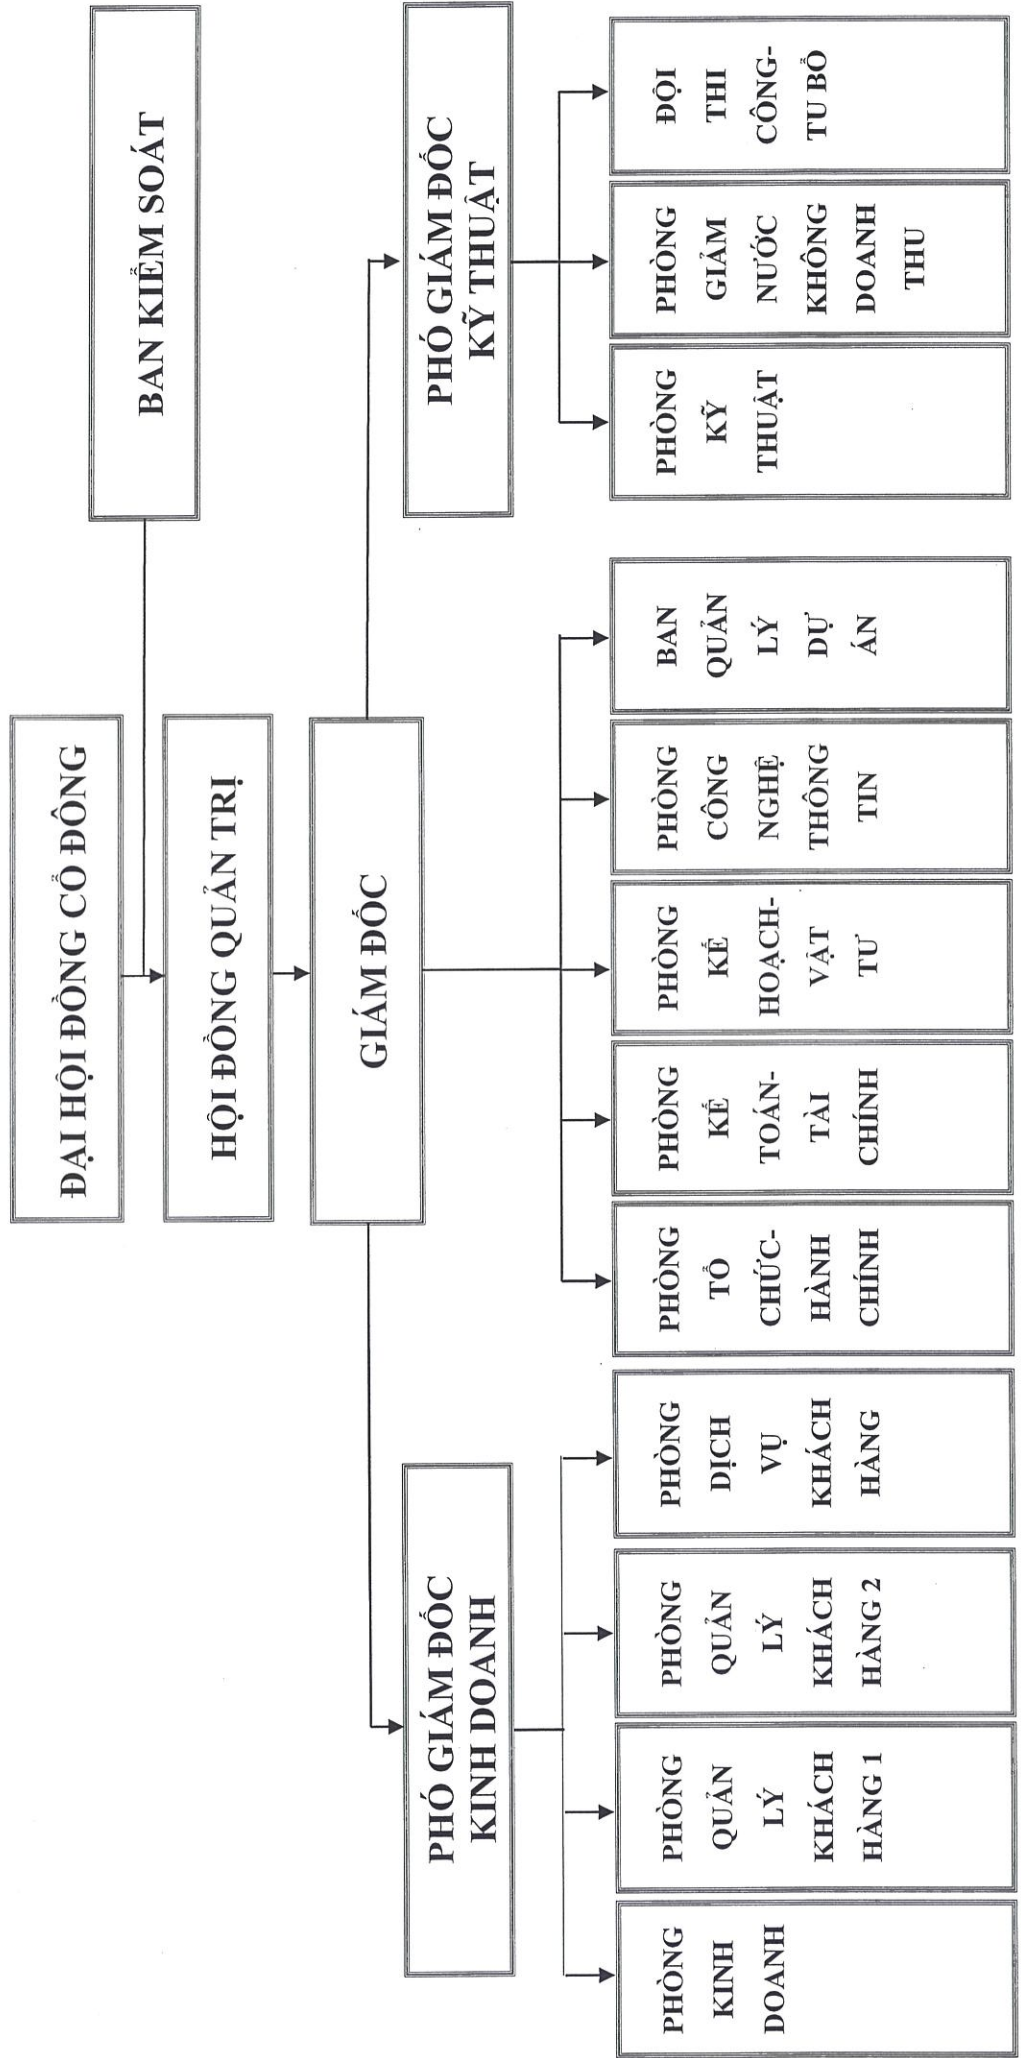 ĐẠI HỘI ĐỒNG CỔ ĐÔNG
BAN KIỂM SOÁT
HỘI ĐỒNG QUẢN TRỊ
GIÁM ĐỐC
PHÓ GIÁM ĐỐC
KINH DOANH
PHÓ GIÁM ĐỐC
KỸ THUẬT
PHÒNG
KINH
DOANH
PHÒNG
QUẢN
LÝ
KHÁCH
HÀNG 1
PHÒNG
QUẢN
LÝ
KHÁCH
HÀNG 2
PHÒNG
DỊCH
VỤ
KHÁCH
HÀNG
PHÒNG
TỔ
CHỨC-
HÀNH
CHÍNH
PHÒNG
KẾ
TOÁN-
TÀI
CHÍNH
PHÒNG
KẾ
HOẠCH-
VẬT
TƯ
PHÒNG
CÔNG
NGHỆ
THÔNG
TIN
BAN
QUẢN
LÝ
DỰ
ÁN
PHÒNG
KỸ
THUẬT
PHÒNG
GIẢM
NƯỚC
KHÔNG
DOANH
THU
ĐỘI
THI
CÔNG-
TU BỔ